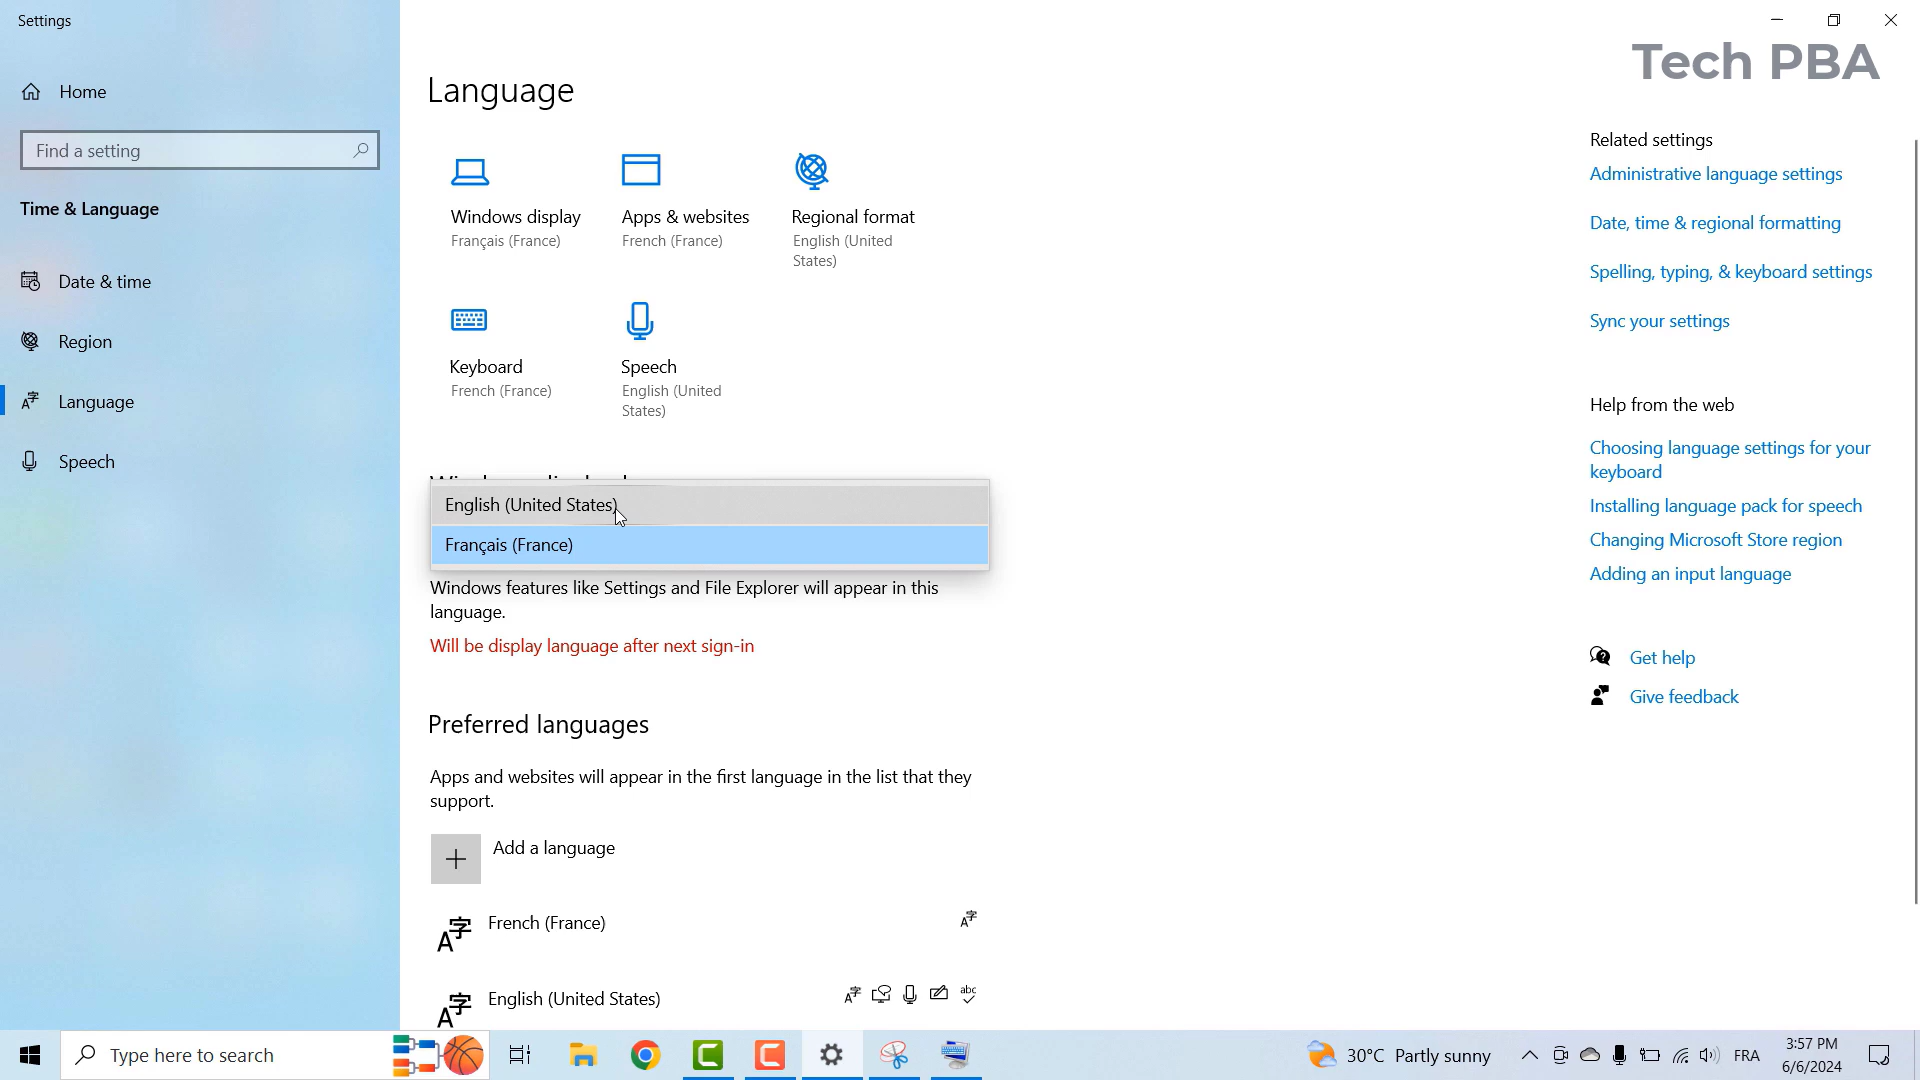 Settings
Tech PBA
Home
Find a setting
Time & Language
Date & time
Region
Language
Speech
Language
Windows display
Français (France)
Apps & websites
French (France)
Regional format
English (United
States)
Keyboard
French (France)
Speech
English (United
States)
English (United States)
Français (France)
Windows features like Settings and File Explorer will appear in this
language.
Will be display language after next sign-in
Preferred languages
Apps and websites will appear in the first language in the list that they
support.
Add a language
French (France)
English (United States)
Related settings
Administrative language settings
Date, time & regional formatting
Spelling, typing, & keyboard settings
Sync your settings
Help from the web
Choosing language settings for your
keyboard
Installing language pack for speech
Changing Microsoft Store region
Adding an input language
Get help
Give feedback
Type here to search
30°C Partly sunny
FRA
3:57 PM
6/6/2024